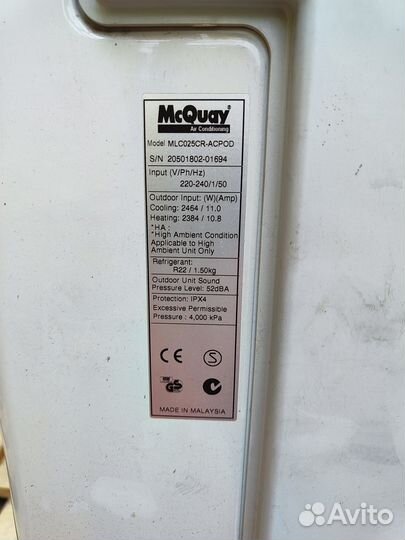 McQuay
Air Conditioning
Model MLC025CR-ACPOD
S/N 20501802-01694
Input (V/Ph/Hz)
220-240/1/50
Outdoor Input: (W)(Amp)
Cooling: 2464 / 11.0
Heating: 2384 / 10.8
*HA :
*High Ambient Condition
Applicable to High
Ambient Unit Only
Refrigerant:
R22 / 1.50kg
Outdoor Unit Sound
Pressure Level: 52dBA
Protection: IPX4
Excessive Permissible
Pressure : 4,000 kPa
CE S
GS
MADE IN MALAYSIA
Avito